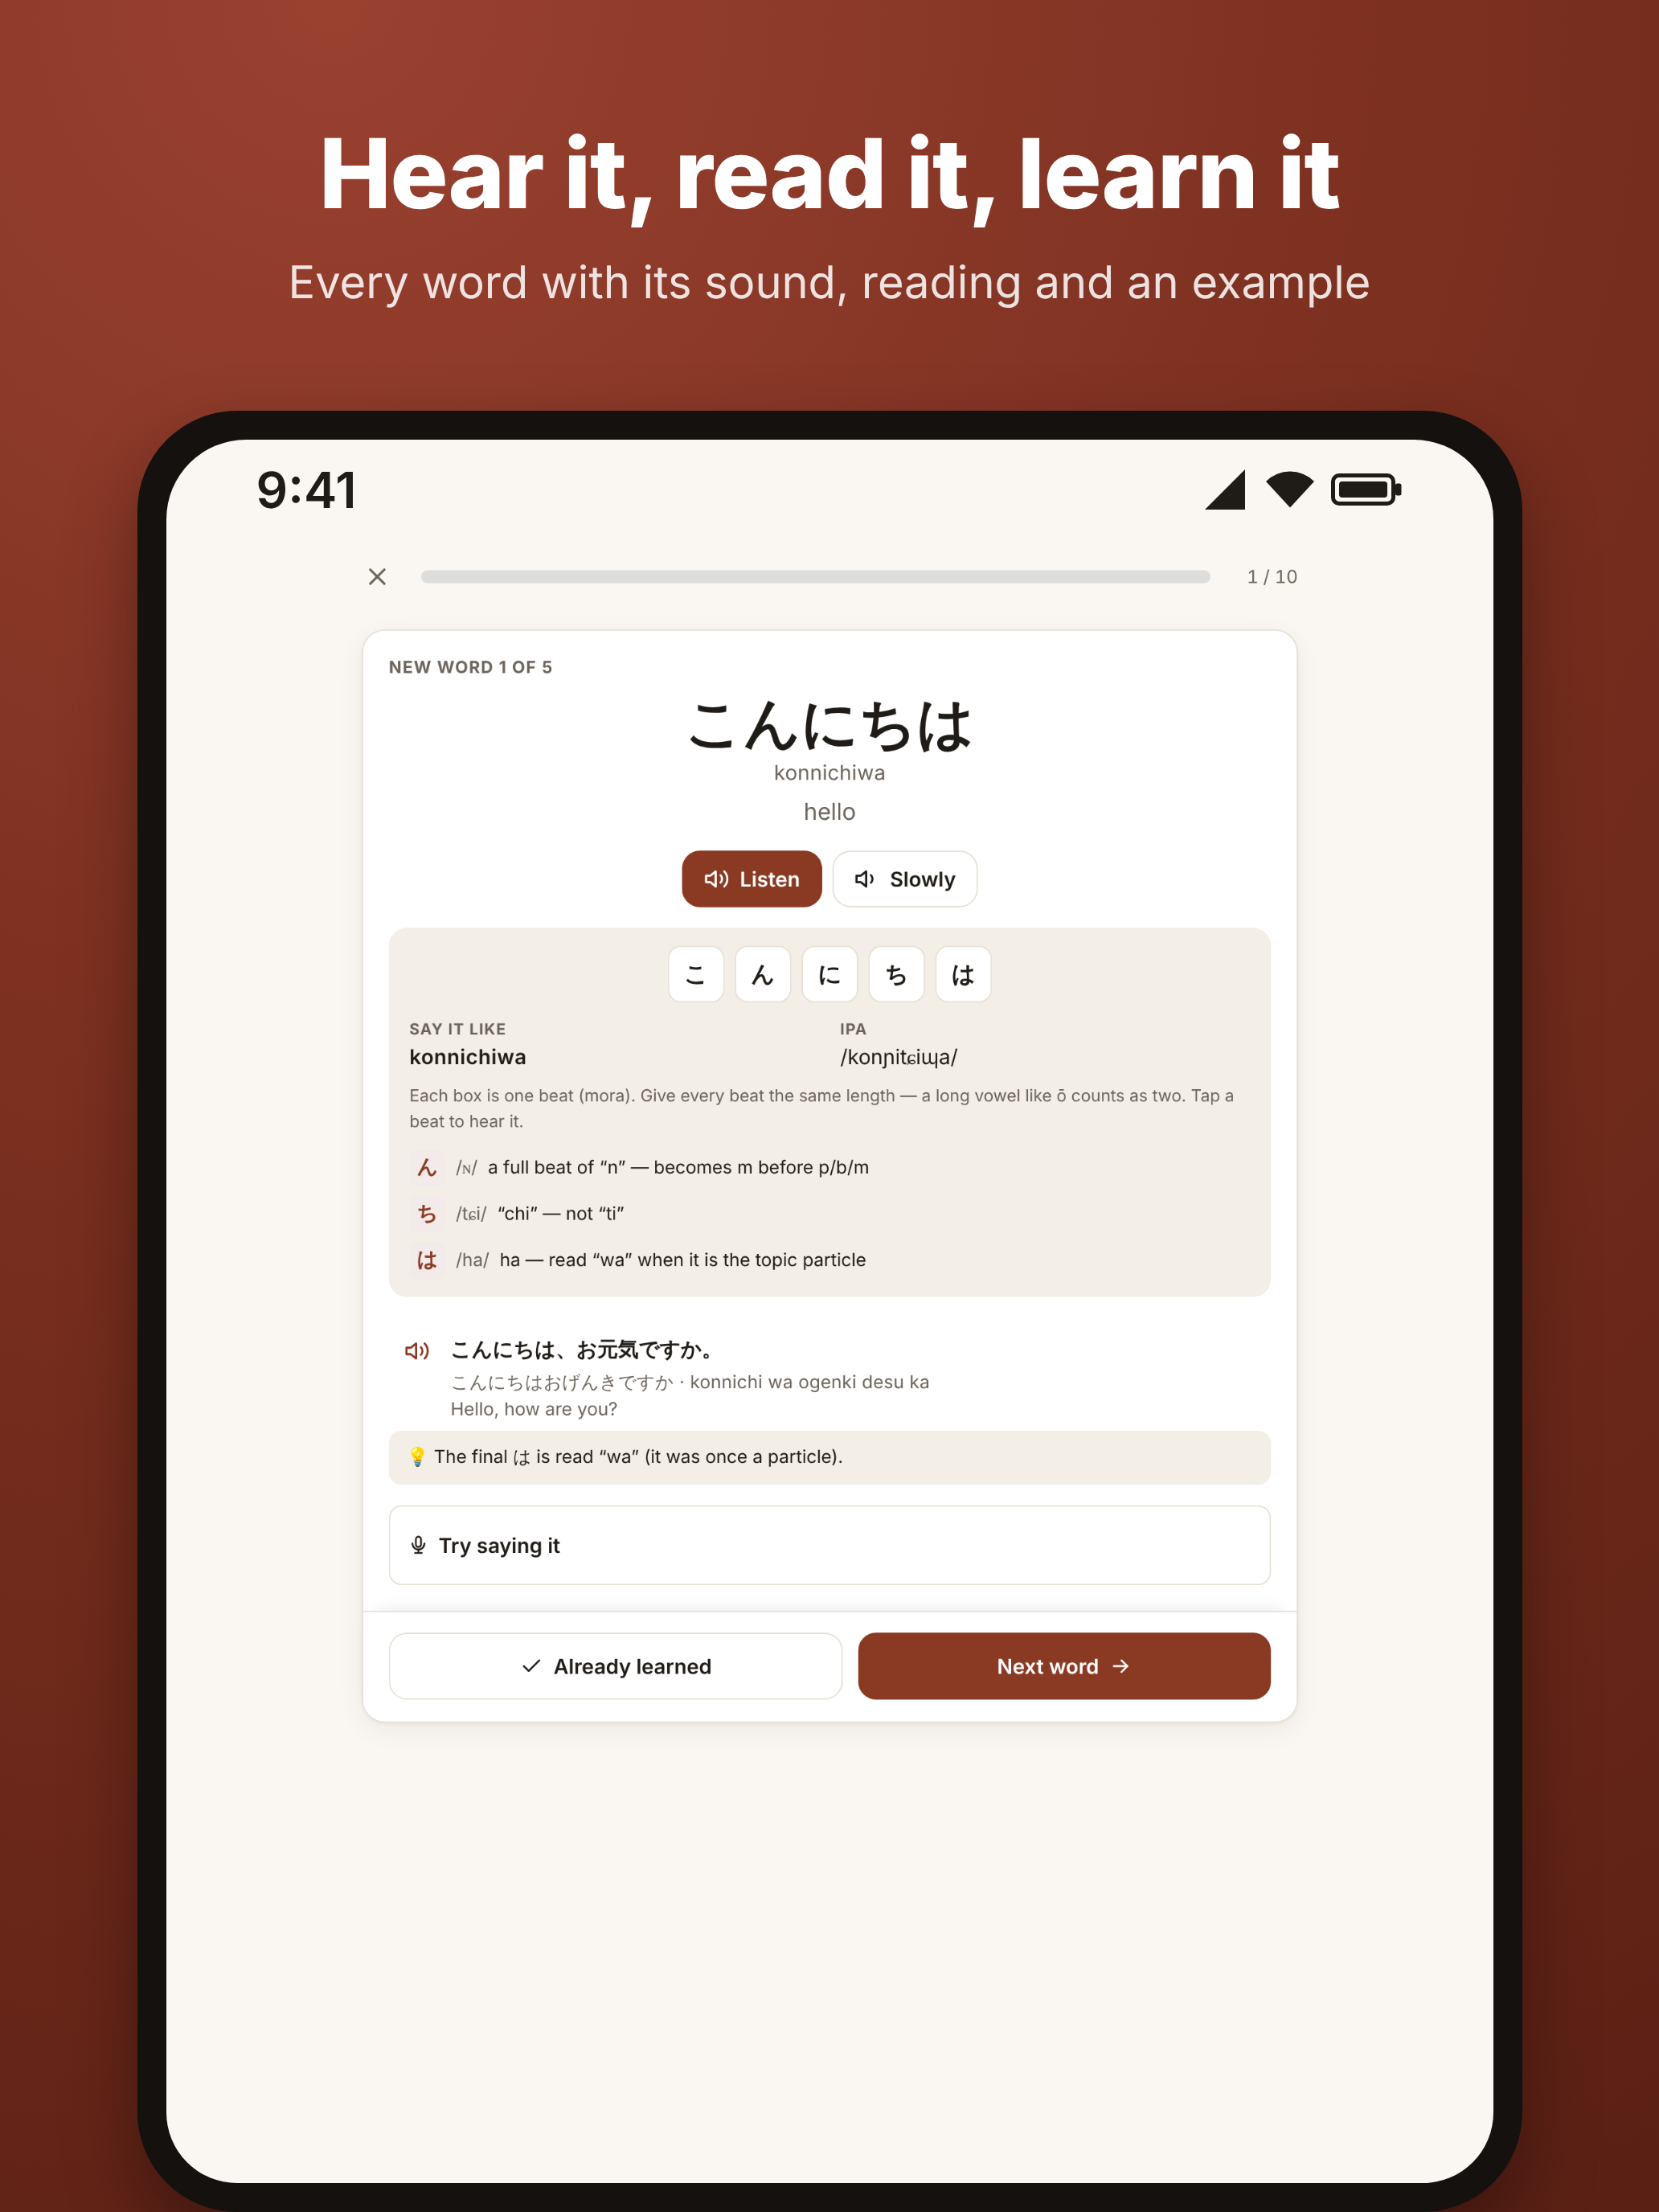 Hear it, read it, learn it
Every word with its sound, reading and an example
9:41
1 / 10
NEW WORD 1 OF 5
こんにちは
konnichiwa
hello
Listen
Slowly
こ ん に ち は
SAY IT LIKE
konnichiwa
IPA
/konɲitɕiɰa/
Each box is one beat (mora). Give every beat the same length — a long vowel like ō counts as two. Tap a
beat to hear it.
ん /ɴ/ a full beat of “n” — becomes m before p/b/m
ち /tɕi/ “chi” — not “ti”
は /ha/ ha — read “wa” when it is the topic particle
こんにちは、お元気ですか。
こんにちはおげんきですか · konnichi wa ogenki desu ka
Hello, how are you?
💡 The final は is read “wa” (it was once a particle).
Try saying it
Already learned
Next word →